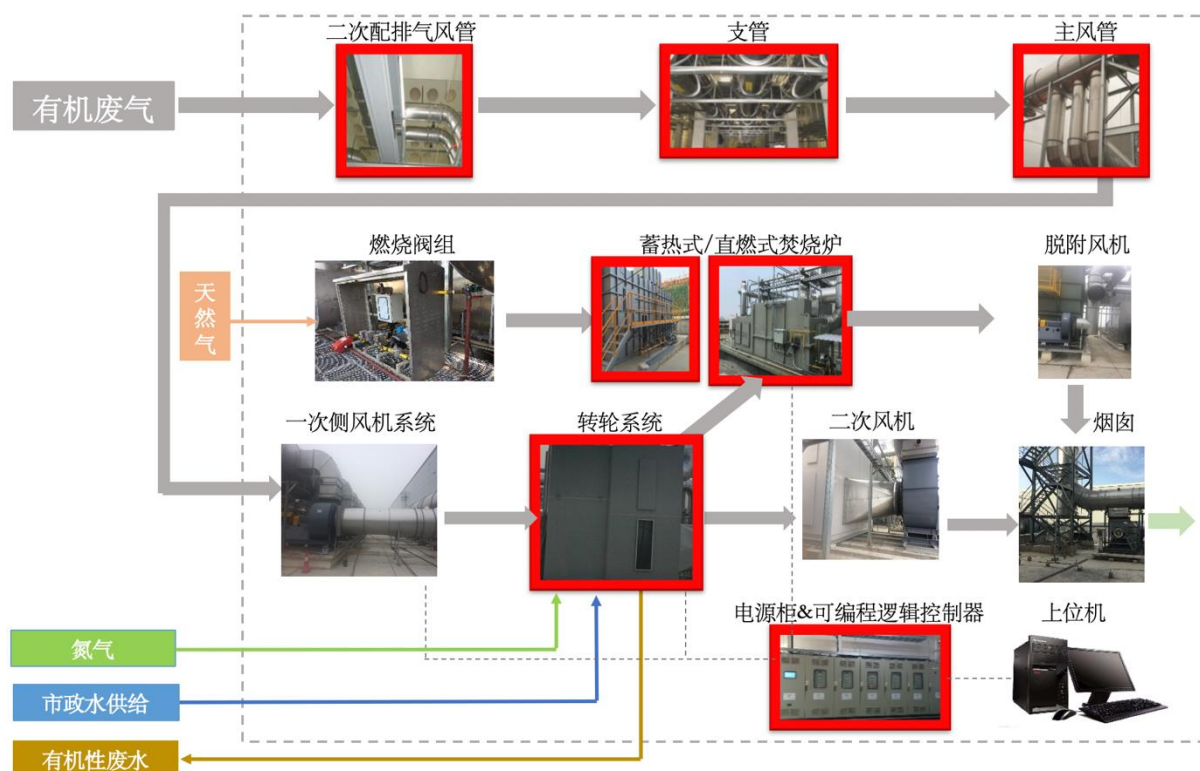 二次配排气风管
支管
主风管
有机废气
燃烧阀组
蓄热式/直燃式焚烧炉
脱附风机
天
然
气
一次侧风机系统
转轮系统
二次风机
烟囱
电源柜&可编程逻辑控制器
上位机
氮气
市政水供给
有机性废水